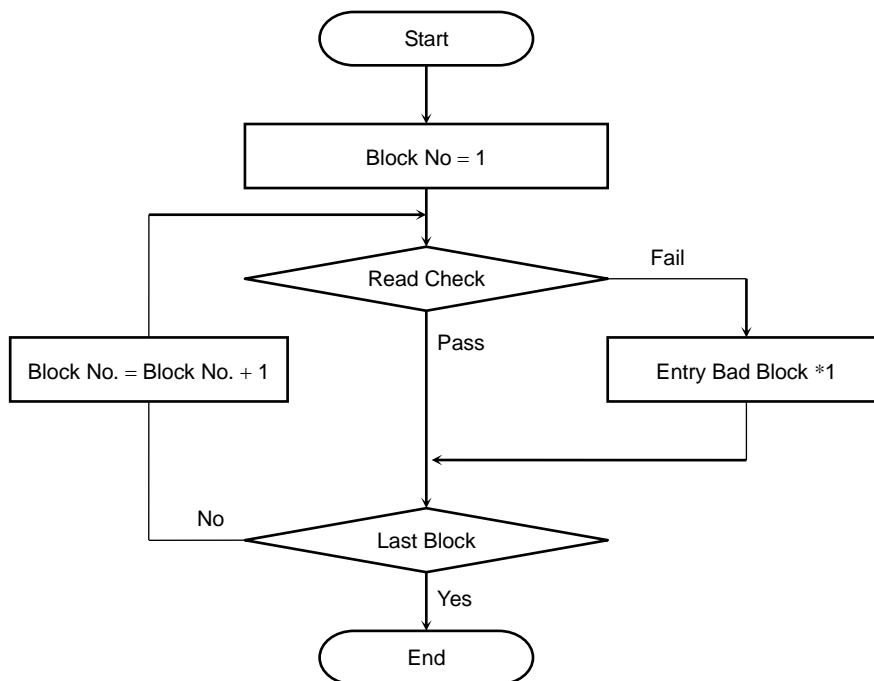 Start
Block No = 1
Read Check
Fail
Pass
Block No. = Block No. + 1
Entry Bad Block *1
No
Last Block
Yes
End